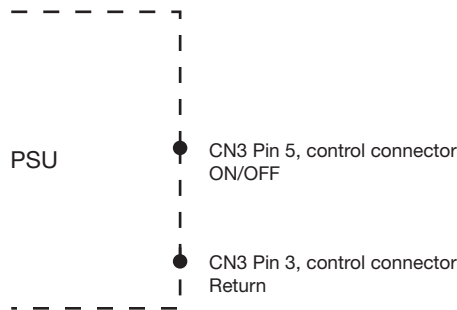 PSU
CN3 Pin 5, control connector
ON/OFF
CN3 Pin 3, control connector
Return